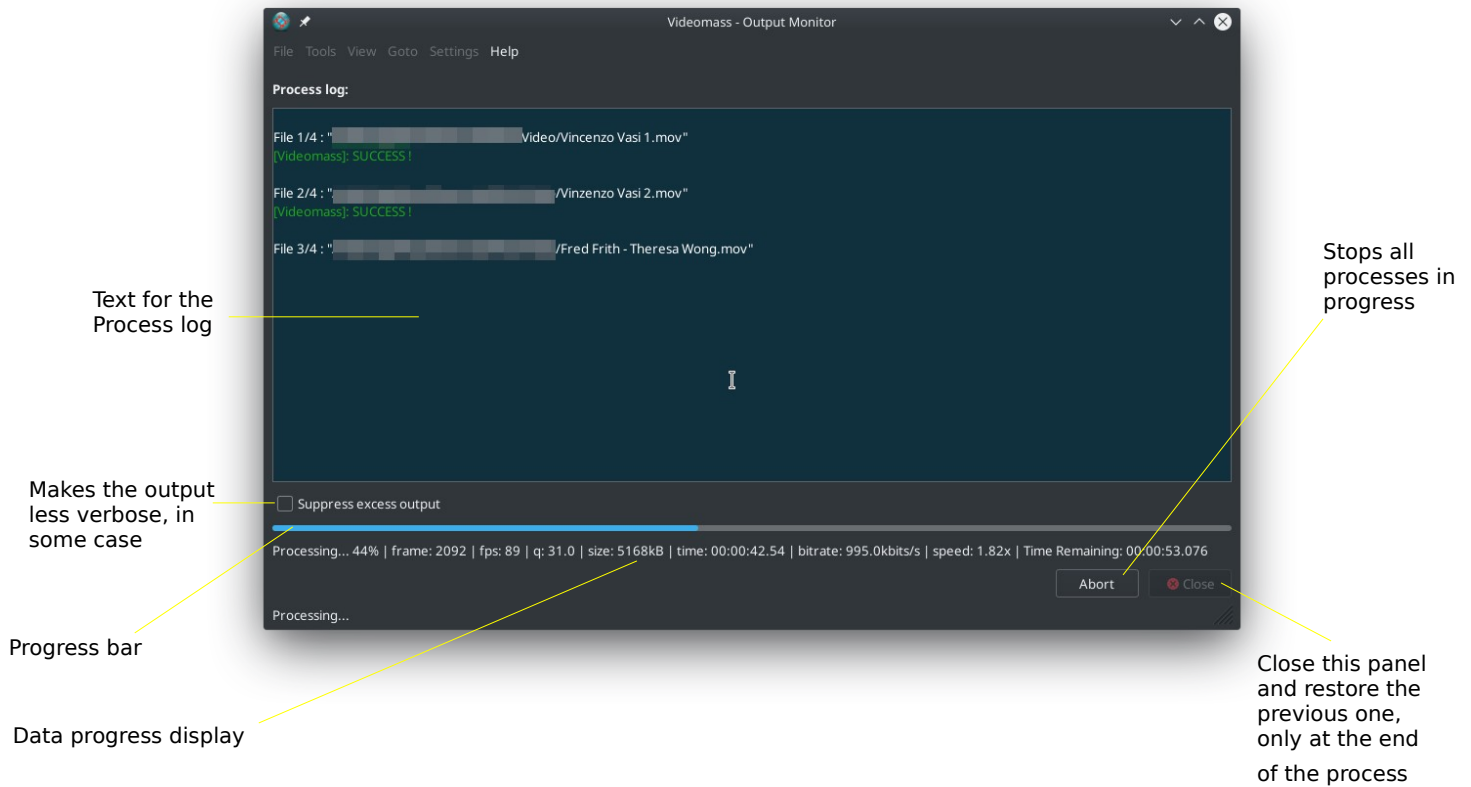 Videomass - Output Monitor
File Tools View Goto Settings Help
Process log:
File 1/4 : "Video/Vincenzo Vasi 1.mov"
[Videomass]: SUCCESS !
File 2/4 : "/Vinzenzo Vasi 2.mov"
[Videomass]: SUCCESS !
File 3/4 : "/Fred Frith - Theresa Wong.mov"
Stops all
processes in
progress
Text for the
Process log
Makes the output
less verbose, in
some case
Suppress excess output
Processing... 44% | frame: 2092 | fps: 89 | q: 31.0 | size: 5168kB | time: 00:00:42.54 | bitrate: 995.0kbits/s | speed: 1.82x | Time Remaining: 00:00:53.076
Abort
Close
Processing...
Progress bar
Data progress display
Close this panel
and restore the
previous one,
only at the end
of the process